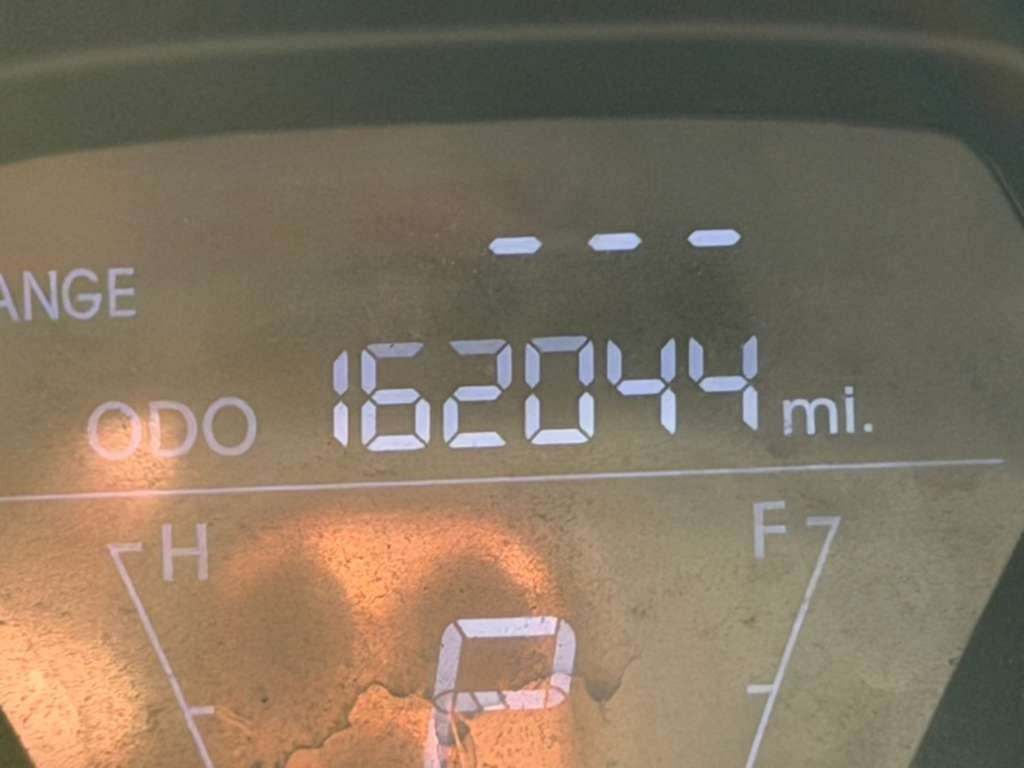 - - -
ANGE
ODO 162044 mi.
H F
P